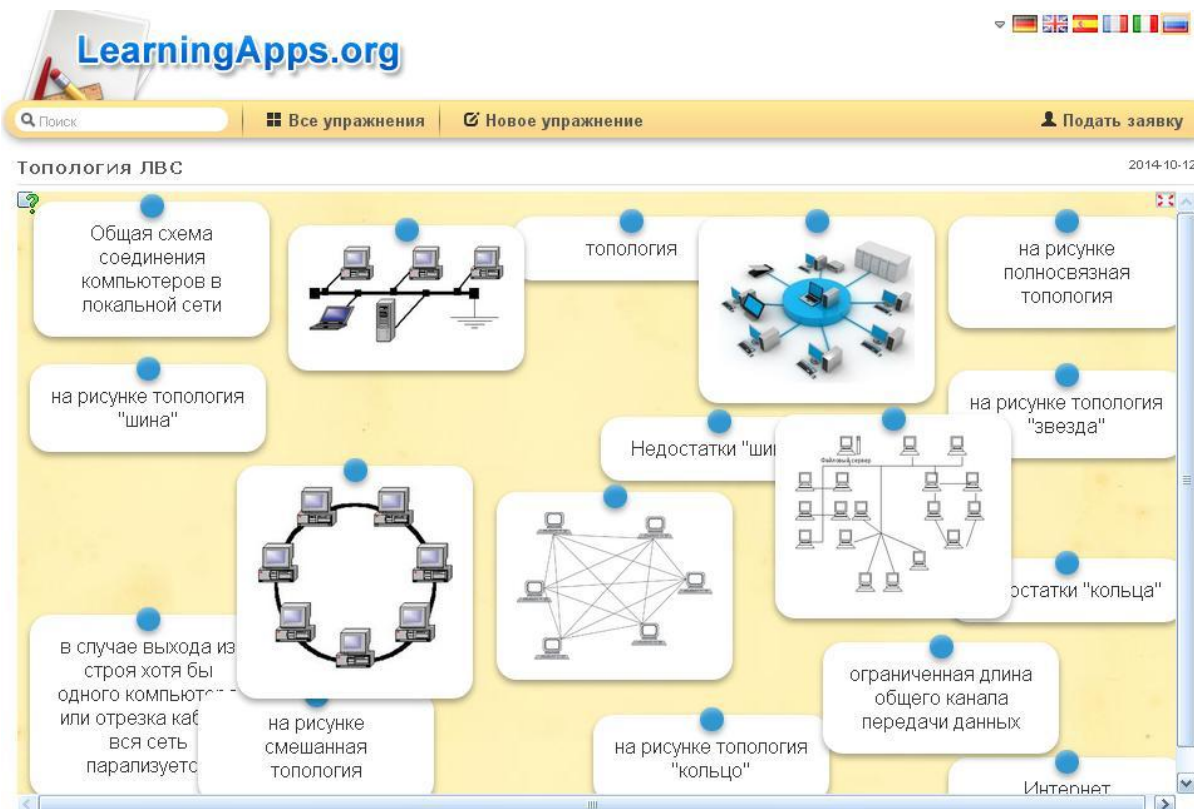 LearningApps.org
Поиск
Все упражнения
Новое упражнение
Подать заявку
Топология ЛВС
2014-10-12
Общая схема
соединения
компьютеров в
локальной сети
топология
на рисунке
полносвязная
топология
на рисунке топология
"шина"
на рисунке топология
"звезда"
Недостатки "ши
Файловый сервер
остатки "кольца"
в случае выхода из
строя хотя бы
одного компьютер
или отрезка каб
вся сеть
парализуетс
на рисунке
смешанная
топология
ограниченная длина
общего канала
передачи данных
на рисунке топология
"кольцо"
Интернет